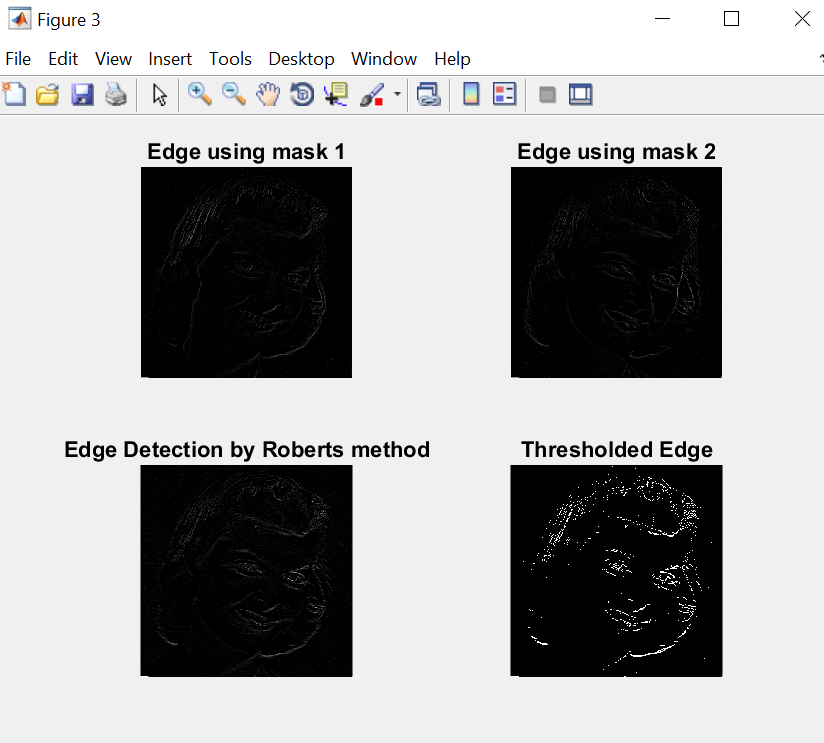 Figure 3
File Edit View Insert Tools Desktop Window Help
Edge using mask 1
Edge using mask 2
Edge Detection by Roberts method
Thresholded Edge